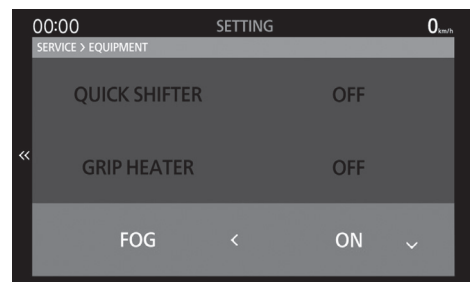 00:00 SETTING 0km/h
SERVICE > EQUIPMENT
QUICK SHIFTER OFF
GRIP HEATER OFF
FOG < ON